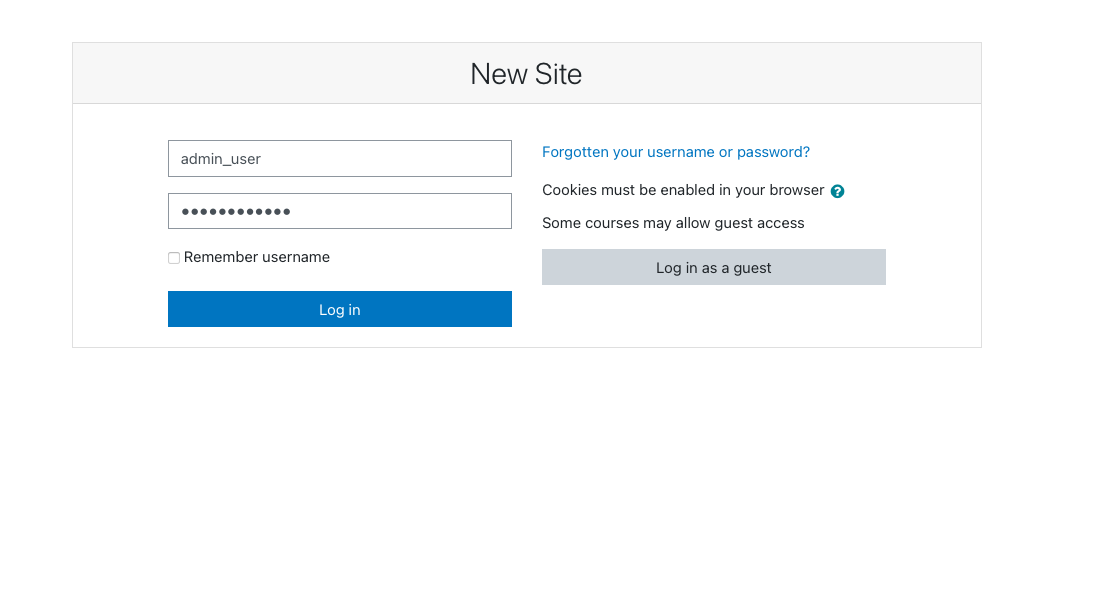 New Site
admin_user
●●●●●●●●●●●●
Remember username
Log in
Forgotten your username or password?
Cookies must be enabled in your browser ?
Some courses may allow guest access
Log in as a guest